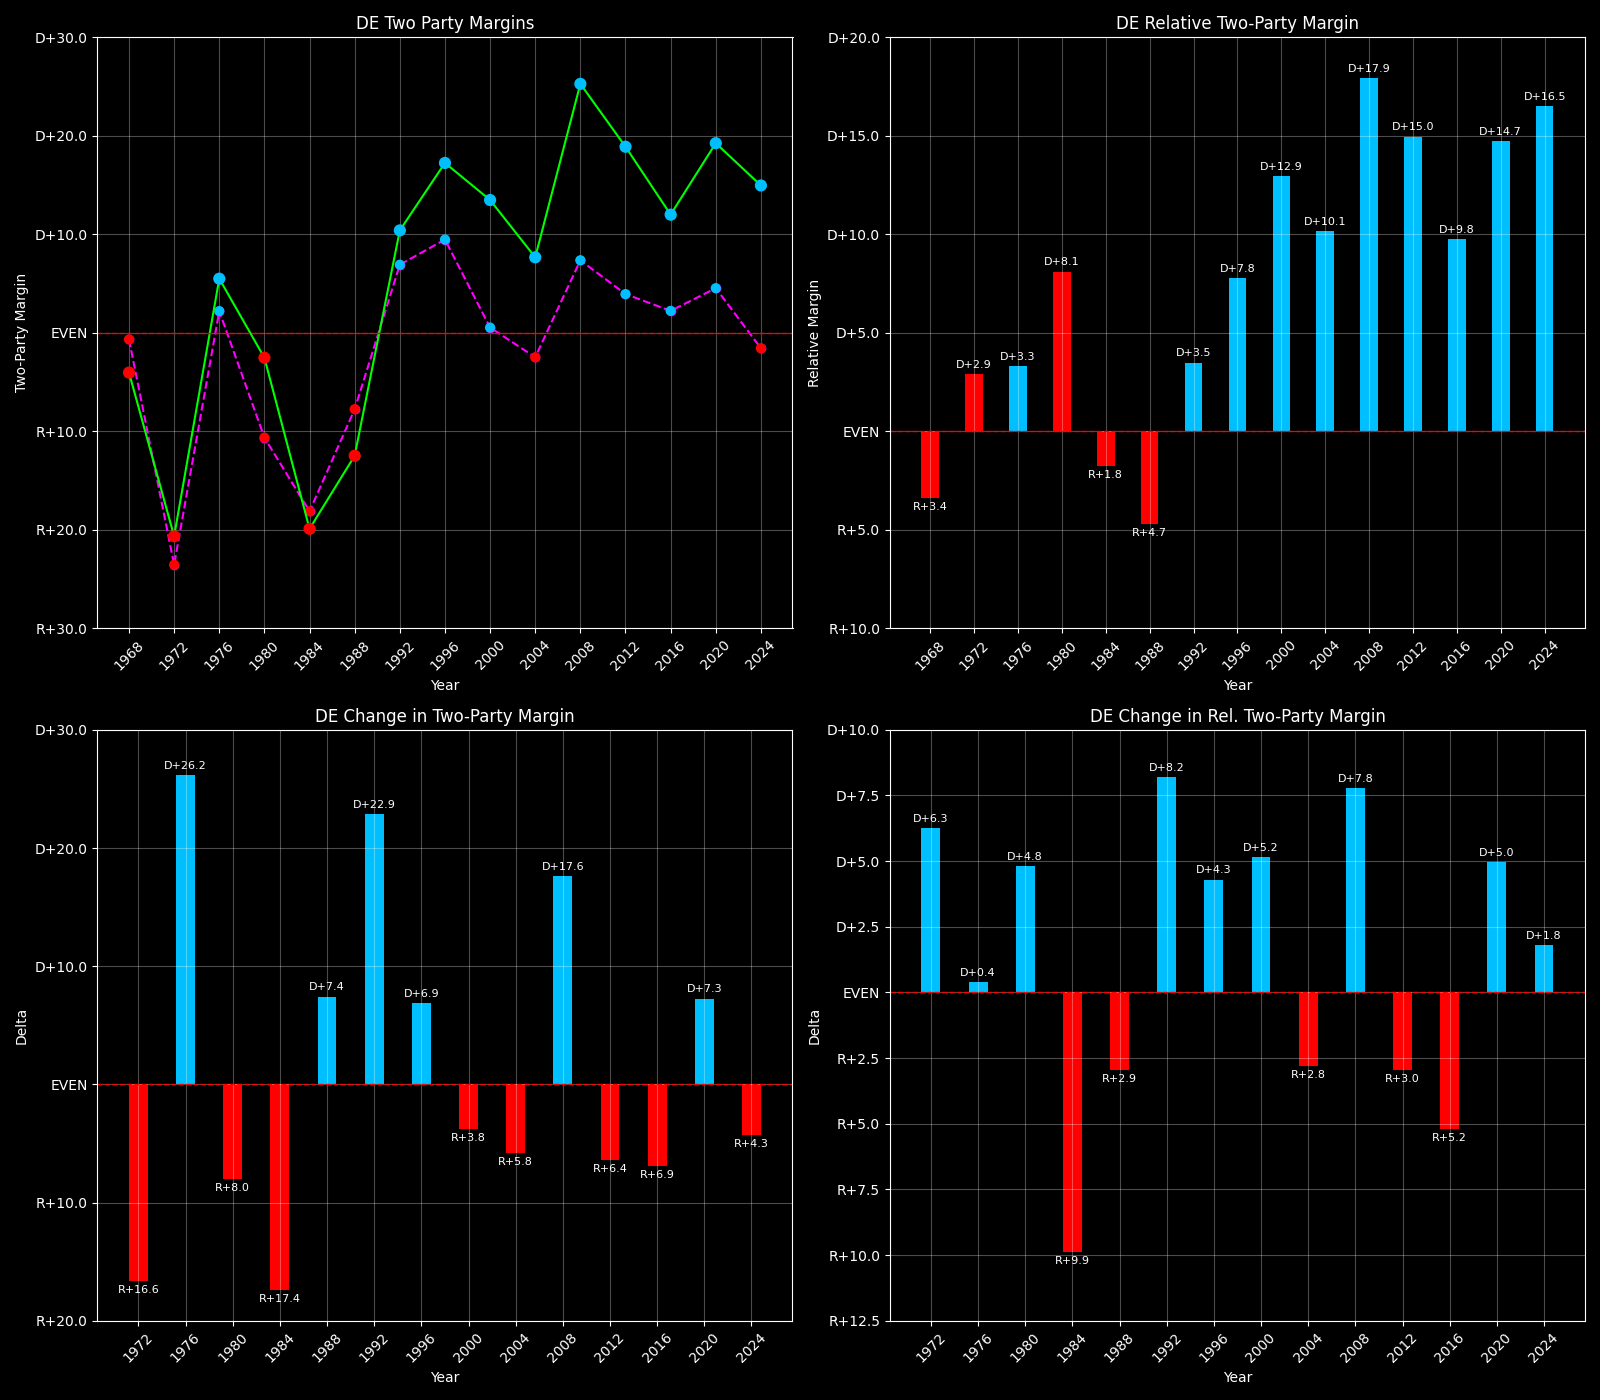 DE Two Party Margins
D+30.0
D+20.0
D+10.0
EVEN
R+10.0
R+20.0
R+30.0
Two-Party Margin
1968 1972 1976 1980 1984 1988 1992 1996 2000 2004 2008 2012 2016 2020 2024
Year
DE Relative Two-Party Margin
D+20.0
D+15.0
D+10.0
D+5.0
EVEN
R+5.0
R+10.0
Relative Margin
R+3.4
D+2.9
D+3.3
D+8.1
R+1.8
R+4.7
D+3.5
D+7.8
D+12.9
D+10.1
D+17.9
D+15.0
D+9.8
D+14.7
D+16.5
1968 1972 1976 1980 1984 1988 1992 1996 2000 2004 2008 2012 2016 2020 2024
Year
DE Change in Two-Party Margin
D+30.0
D+20.0
D+10.0
EVEN
R+10.0
R+20.0
Delta
R+16.6
D+26.2
R+8.0
R+17.4
D+7.4
D+22.9
D+6.9
R+3.8
R+5.8
D+17.6
R+6.4
R+6.9
D+7.3
R+4.3
1972 1976 1980 1984 1988 1992 1996 2000 2004 2008 2012 2016 2020 2024
Year
DE Change in Rel. Two-Party Margin
D+10.0
D+7.5
D+5.0
D+2.5
EVEN
R+2.5
R+5.0
R+7.5
R+10.0
R+12.5
Delta
D+6.3
D+0.4
D+4.8
R+9.9
R+2.9
D+8.2
D+4.3
D+5.2
R+2.8
D+7.8
R+3.0
R+5.2
D+5.0
D+1.8
1972 1976 1980 1984 1988 1992 1996 2000 2004 2008 2012 2016 2020 2024
Year